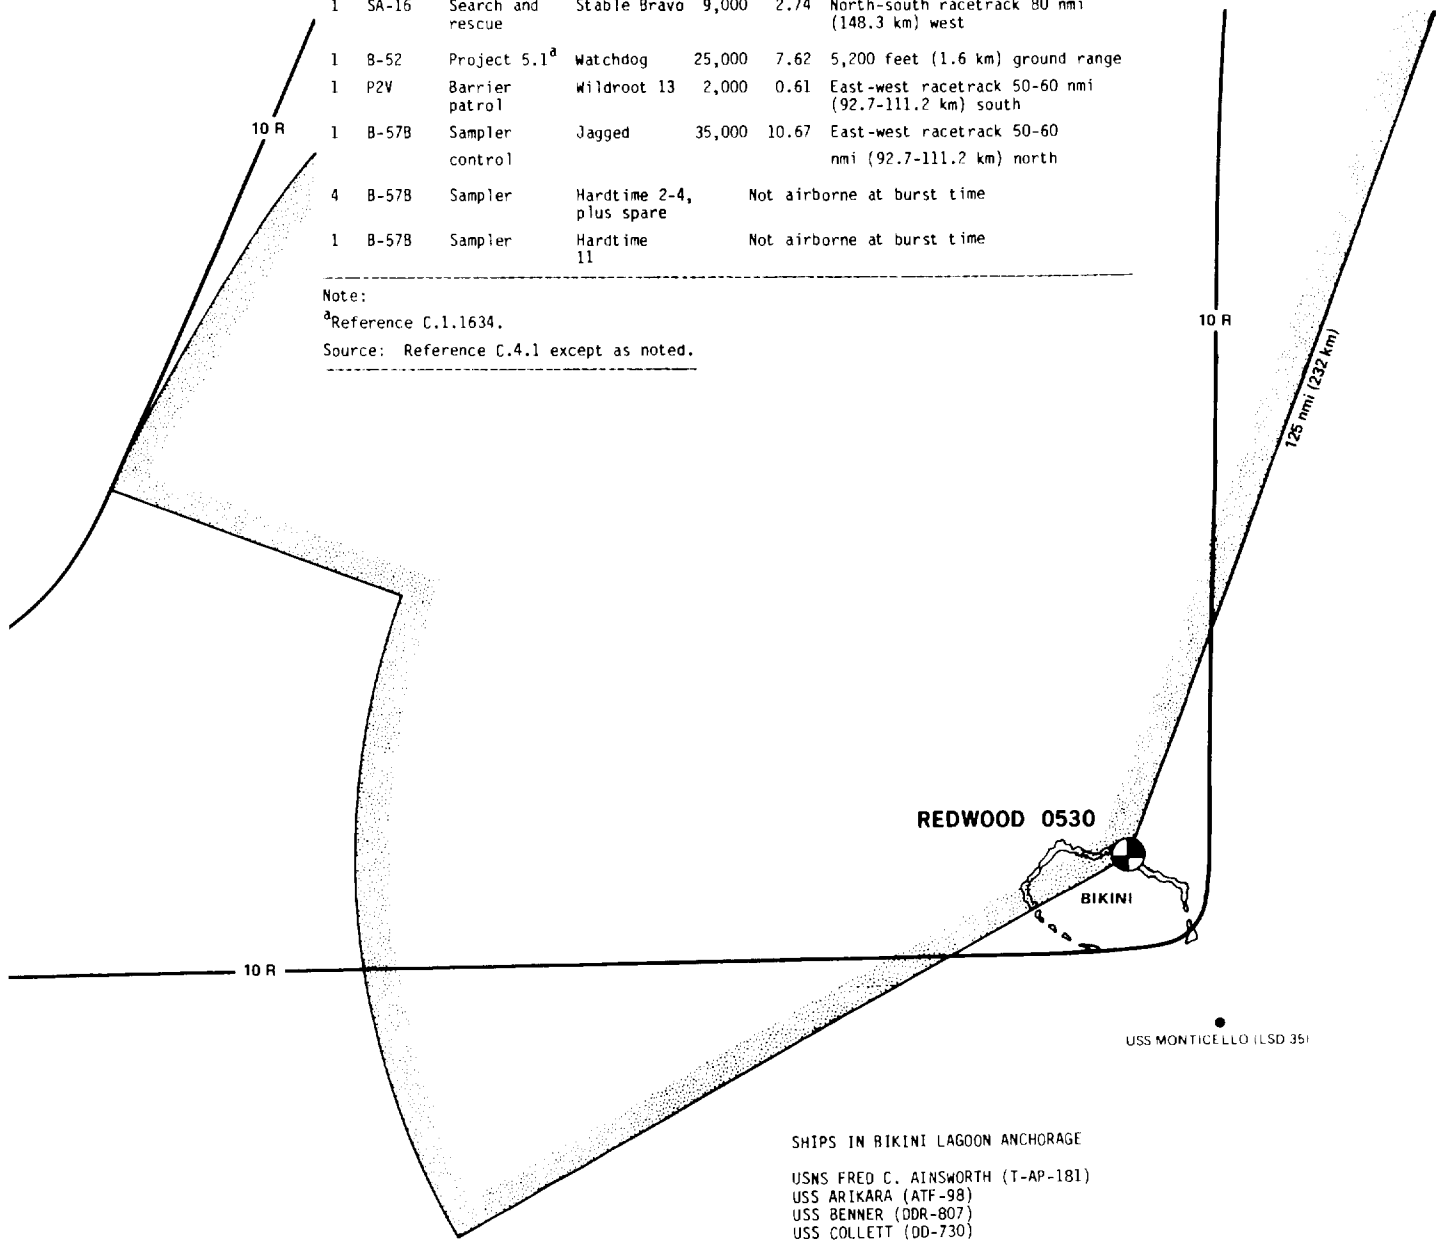 1 SA-16 Search and Stable Bravo 9,000 2.74 North-south racetrack 80 nmi
rescue (148.3 km) west
1 B-52 Project 5.1a Watchdog 25,000 7.62 5,200 feet (1.6 km) ground range
1 P2V Barrier Wildroot 13 2,000 0.61 East-west racetrack 50-60 nmi
patrol (92.7-111.2 km) south
1 B-57B Sampler Jagged 35,000 10.67 East-west racetrack 50-60
control nmi (92.7-111.2 km) north
4 B-57B Sampler Hardtime 2-4, Not airborne at burst time
plus spare
1 B-57B Sampler Hardtime Not airborne at burst time
11
Note:
aReference C.1.1634.
Source: Reference C.4.1 except as noted.
10 R
10 R
125 nmi (232 km)
REDWOOD 0530
BIKINI
10 R
USS MONTICELLO (LSD 35)
SHIPS IN BIKINI LAGOON ANCHORAGE
USNS FRED C. AINSWORTH (T-AP-181)
USS ARIKARA (ATF-98)
USS BENNER (DDR-807)
USS COLLETT (DD-730)